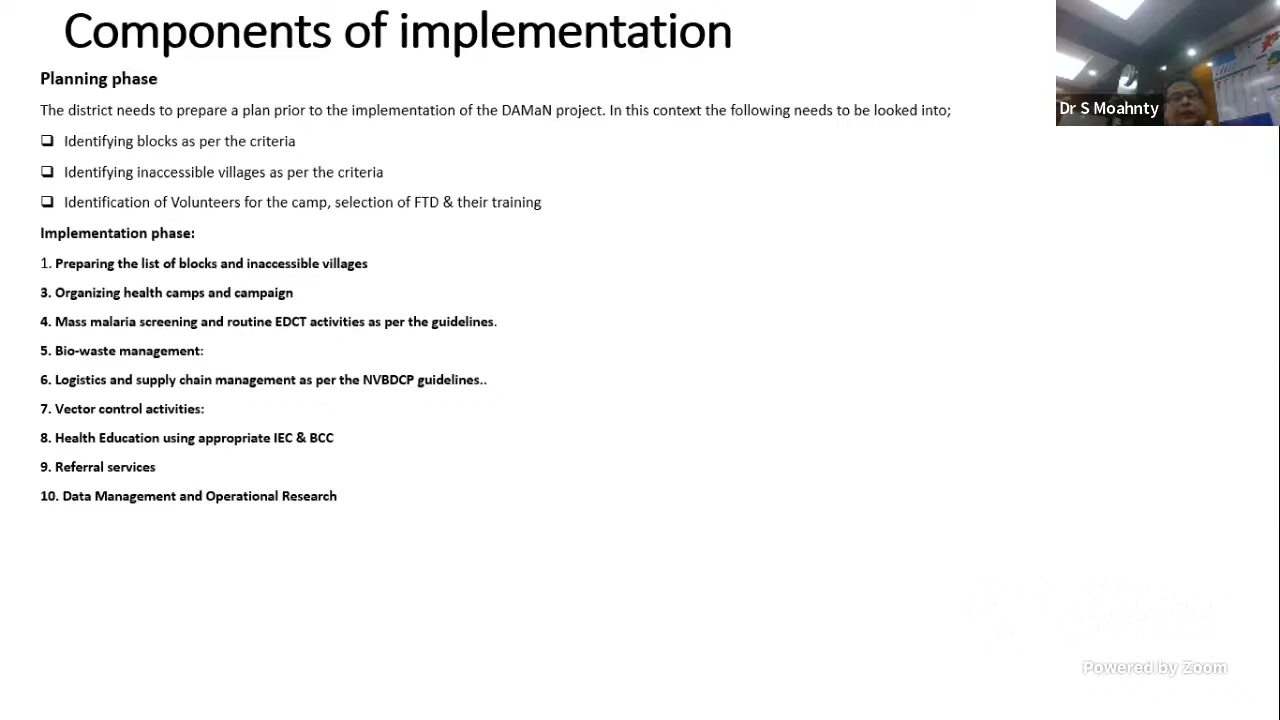 Components of implementation
Planning phase
The district needs to prepare a plan prior to the implementation of the DAMaN project. In this context the following needs to be looked into;
❑ Identifying blocks as per the criteria
❑ Identifying inaccessible villages as per the criteria
❑ Identification of Volunteers for the camp, selection of FTD & their training
Implementation phase:
1. Preparing the list of blocks and inaccessible villages
3. Organizing health camps and campaign
4. Mass malaria screening and routine EDCT activities as per the guidelines.
5. Bio-waste management:
6. Logistics and supply chain management as per the NVBDCP guidelines..
7. Vector control activities:
8. Health Education using appropriate IEC & BCC
9. Referral services
10. Data Management and Operational Research
Dr S Moahnty
Powered by Zoom